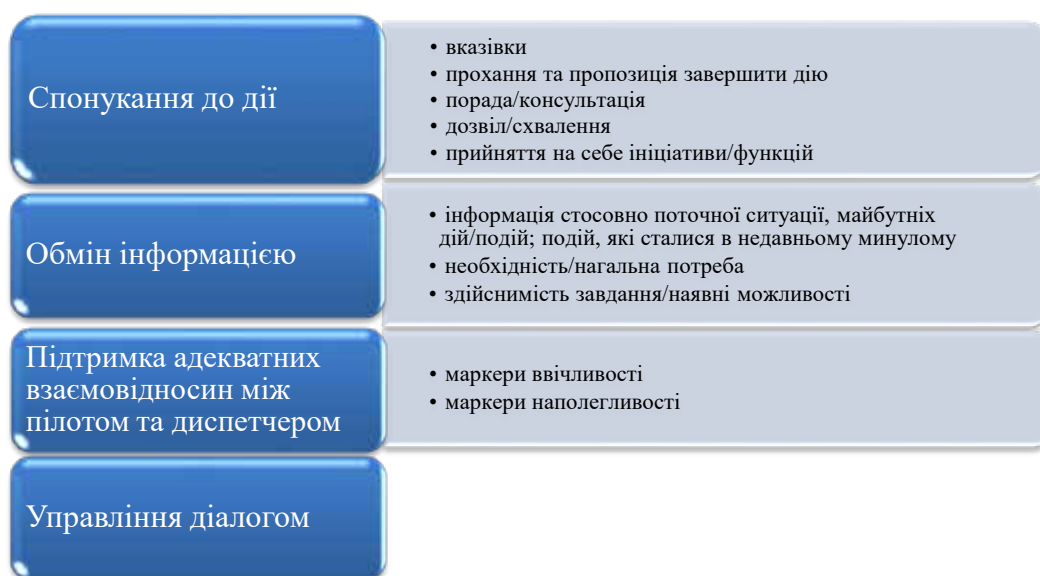 Спонукання до дії
• вказівки
• прохання та пропозиція завершити дію
• порада/консультація
• дозвіл/схвалення
• прийняття на себе ініціативи/функцій
Обмін інформацією
• інформація стосовно поточної ситуації, майбутніх
дій/подій; подій, які сталися в недавньому минулому
• необхідність/нагальна потреба
• здійснимість завдання/наявні можливості
Підтримка адекватних
взаємовідносин між
пілотом та диспетчером
• маркери ввічливості
• маркери наполегливості
Управління діалогом